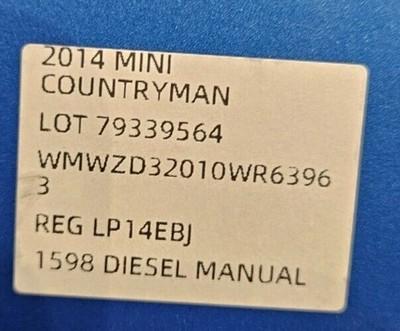 2014 MINI
COUNTRYMAN
LOT 79339564
WMWZD32010WR6396
3
REG LP14EBJ
1598 DIESEL MANUAL